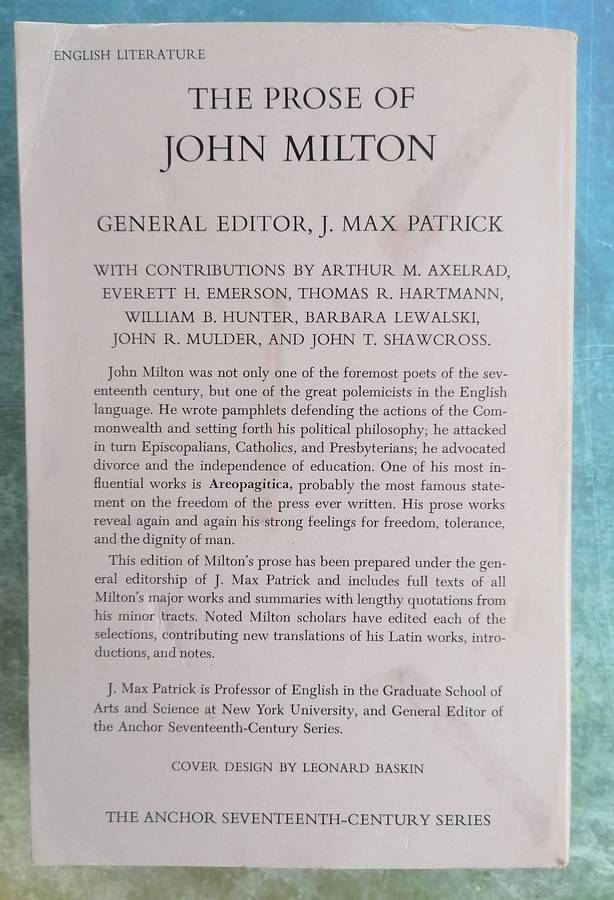 ENGLISH LITERATURE
THE PROSE OF
JOHN MILTON
GENERAL EDITOR, J. MAX PATRICK
WITH CONTRIBUTIONS BY ARTHUR M. AXELRAD,
EVERETT H. EMERSON, THOMAS R. HARTMANN,
WILLIAM B. HUNTER, BARBARA LEWALSKI,
JOHN R. MULDER, AND JOHN T. SHAWCROSS.
John Milton was not only one of the foremost poets of the sev-
enteenth century, but one of the great polemicists in the English
language. He wrote pamphlets defending the actions of the Com-
monwealth and setting forth his political philosophy; he attacked
in turn Episcopalians, Catholics, and Presbyterians; he advocated
divorce and the independence of education. One of his most in-
fluential works is Areopagitica, probably the most famous state-
ment on the freedom of the press ever written. His prose works
reveal again and again his strong feelings for freedom, tolerance,
and the dignity of man.
This edition of Milton's prose has been prepared under the gen-
eral editorship of J. Max Patrick and includes full texts of all
Milton's major works and summaries with lengthy quotations from
his minor tracts. Noted Milton scholars have edited each of the
selections, contributing new translations of his Latin works, intro-
ductions, and notes.
J. Max Patrick is Professor of English in the Graduate School of
Arts and Science at New York University, and General Editor of
the Anchor Seventeenth-Century Series.
COVER DESIGN BY LEONARD BASKIN
THE ANCHOR SEVENTEENTH-CENTURY SERIES